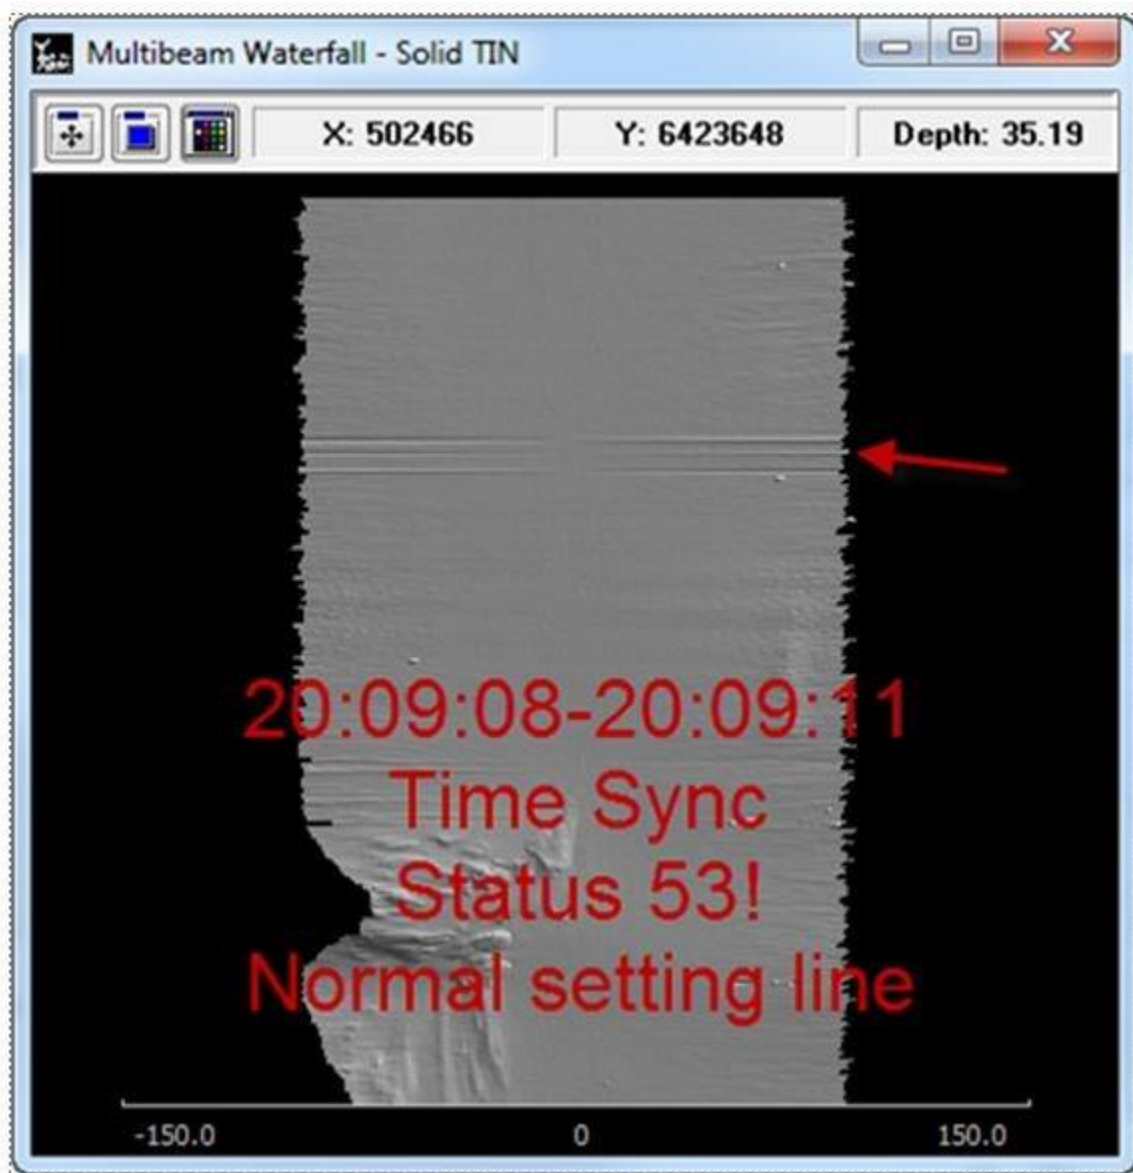 Multibeam Waterfall - Solid TIN
X: 502466 Y: 6423648 Depth: 35.19
20:09:08-20:09:11
Time Sync
Status 53!
Normal setting line
-150.0 0 150.0